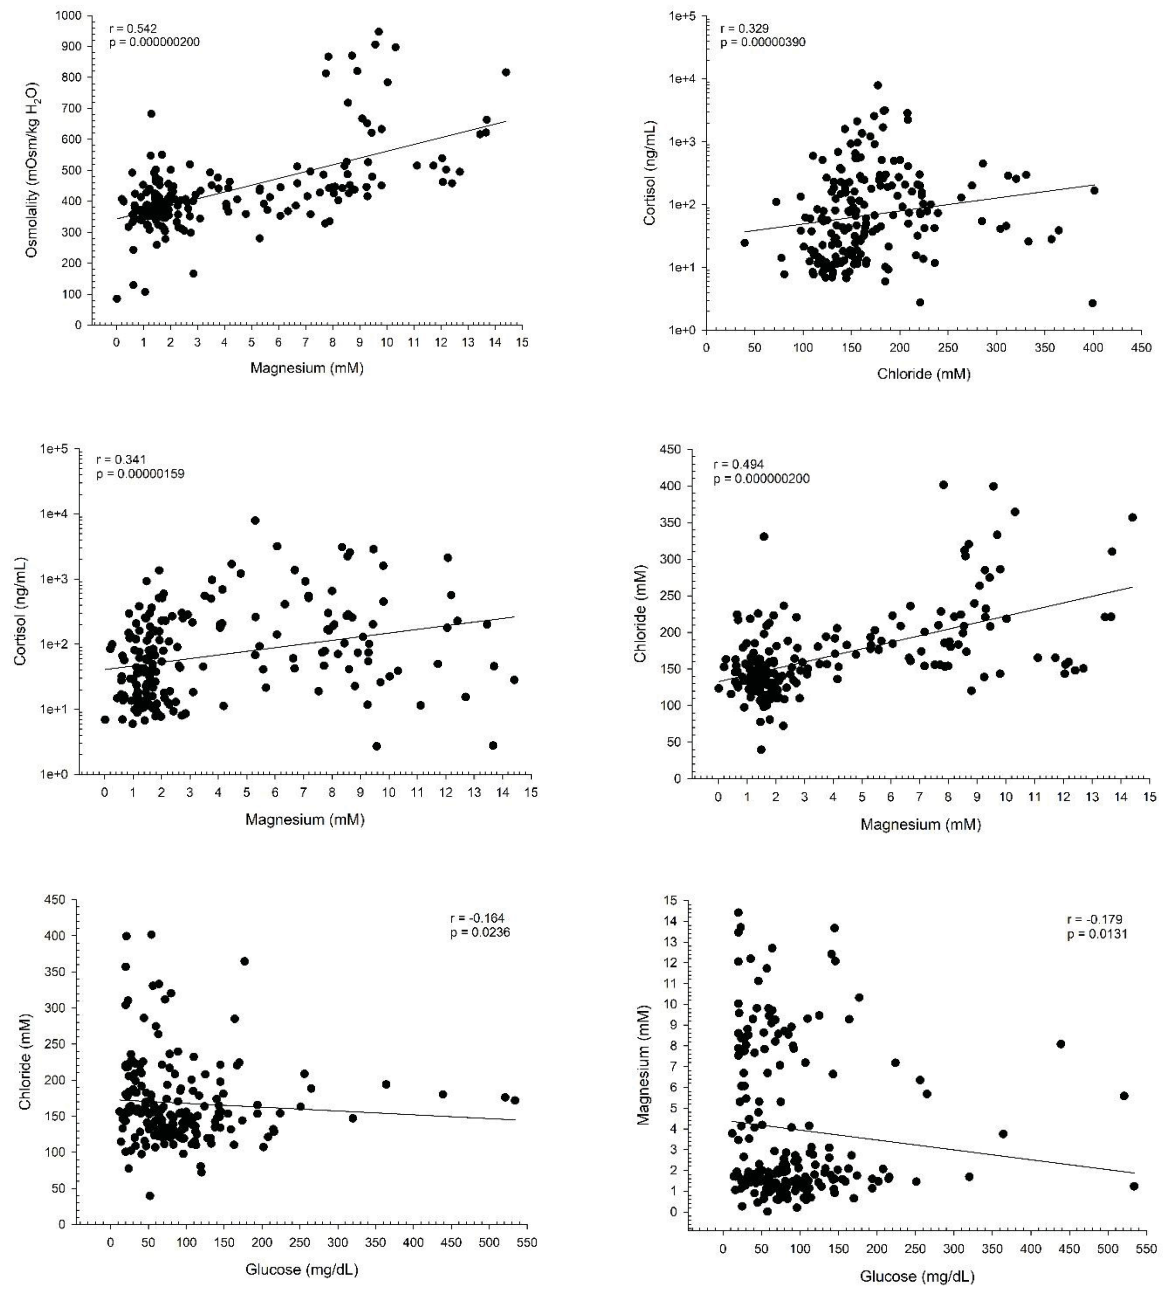 r = 0.542
p = 0.000000200
1000
900
800
700
600
500
400
300
200
100
0
Osmolality (mOsm/kg H2O)
0 1 2 3 4 5 6 7 8 9 10 11 12 13 14 15
Magnesium (mM)
r = 0.329
p = 0.00000390
1e+5
1e+4
1e+3
1e+2
1e+1
1e+0
Cortisol (ng/mL)
0 50 100 150 200 250 300 350 400 450
Chloride (mM)
r = 0.341
p = 0.00000159
1e+5
1e+4
1e+3
1e+2
1e+1
1e+0
Cortisol (ng/mL)
0 1 2 3 4 5 6 7 8 9 10 11 12 13 14 15
Magnesium (mM)
r = 0.494
p = 0.000000200
450
400
350
300
250
200
150
100
50
0
Chloride (mM)
0 1 2 3 4 5 6 7 8 9 10 11 12 13 14 15
Magnesium (mM)
r = -0.164
p = 0.0236
450
400
350
300
250
200
150
100
50
0
Chloride (mM)
0 50 100 150 200 250 300 350 400 450 500 550
Glucose (mg/dL)
r = -0.179
p = 0.0131
15
14
13
12
11
10
9
8
7
6
5
4
3
2
1
0
Magnesium (mM)
0 50 100 150 200 250 300 350 400 450 500 550
Glucose (mg/dL)